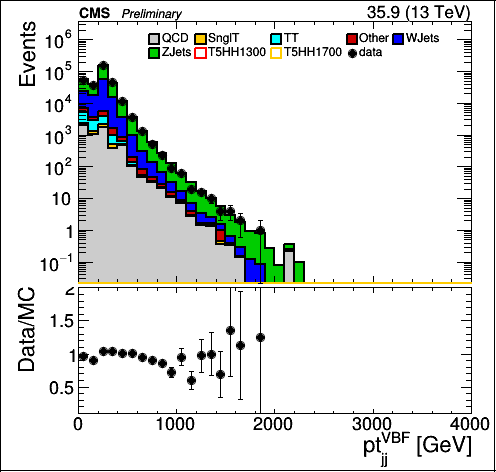 CMS Preliminary 35.9 (13 TeV)
Events
QCD SnglT TT Other WJets
ZJets T5HH1300 T5HH1700 data
10^6
10^5
10^4
10^3
10^2
10
1
10^-1
Data/MC
2
1.5
1
0.5
0 1000 2000 3000 4000
pt_jj^VBF [GeV]